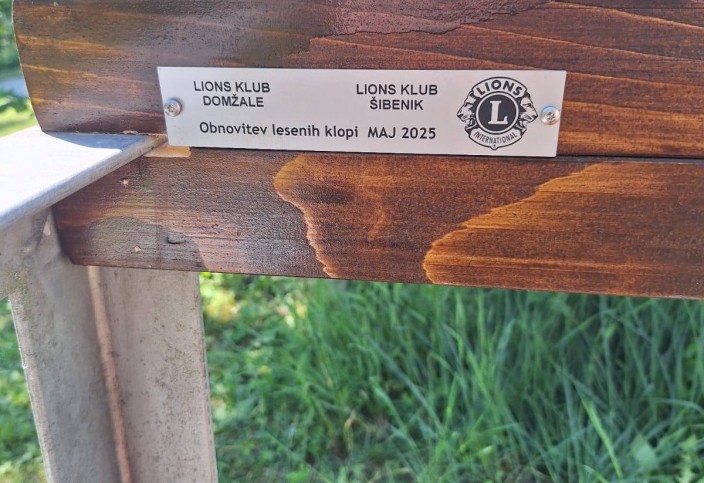 LIONS KLUB
DOMŽALE
LIONS KLUB
ŠIBENIK
Obnovitev lesenih klopi MAJ 2025
LIONS
L
INTERNATIONAL